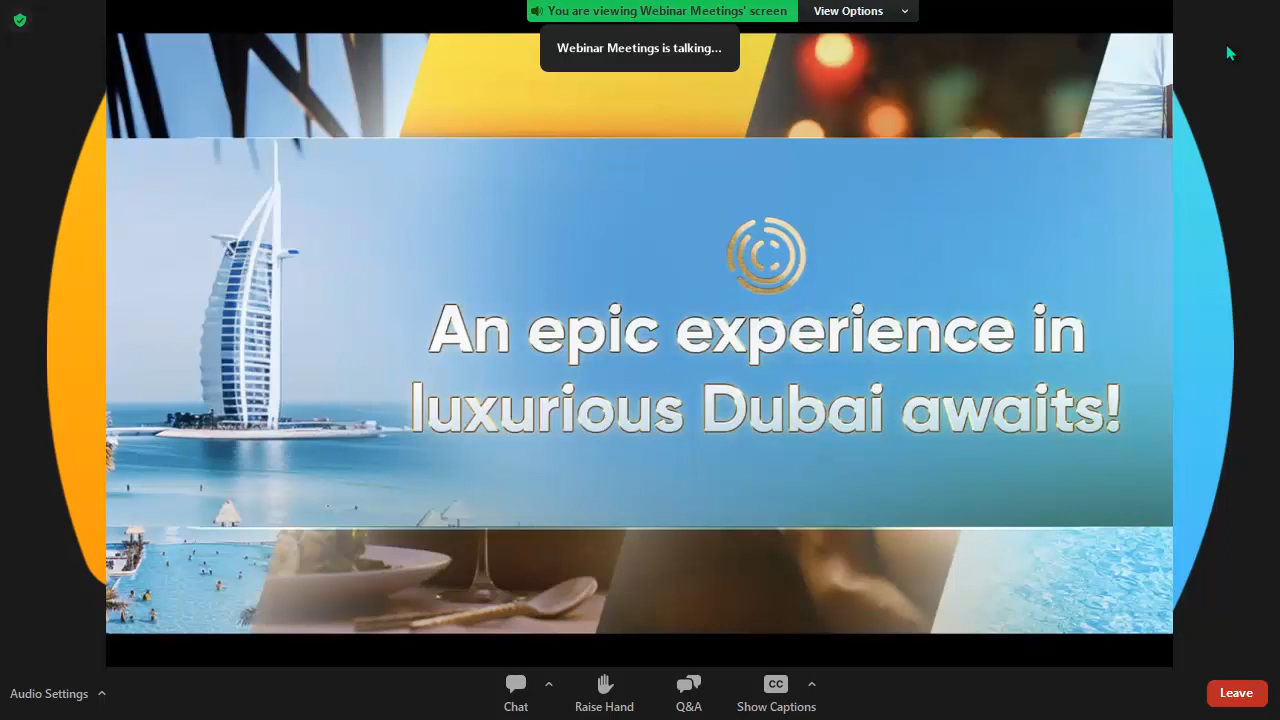 You are viewing Webinar Meetings' screen
View Options
Webinar Meetings is talking...
An epic experience in
luxurious Dubai awaits!
Audio Settings
Chat
Raise Hand
Q&A
CC
Show Captions
Leave